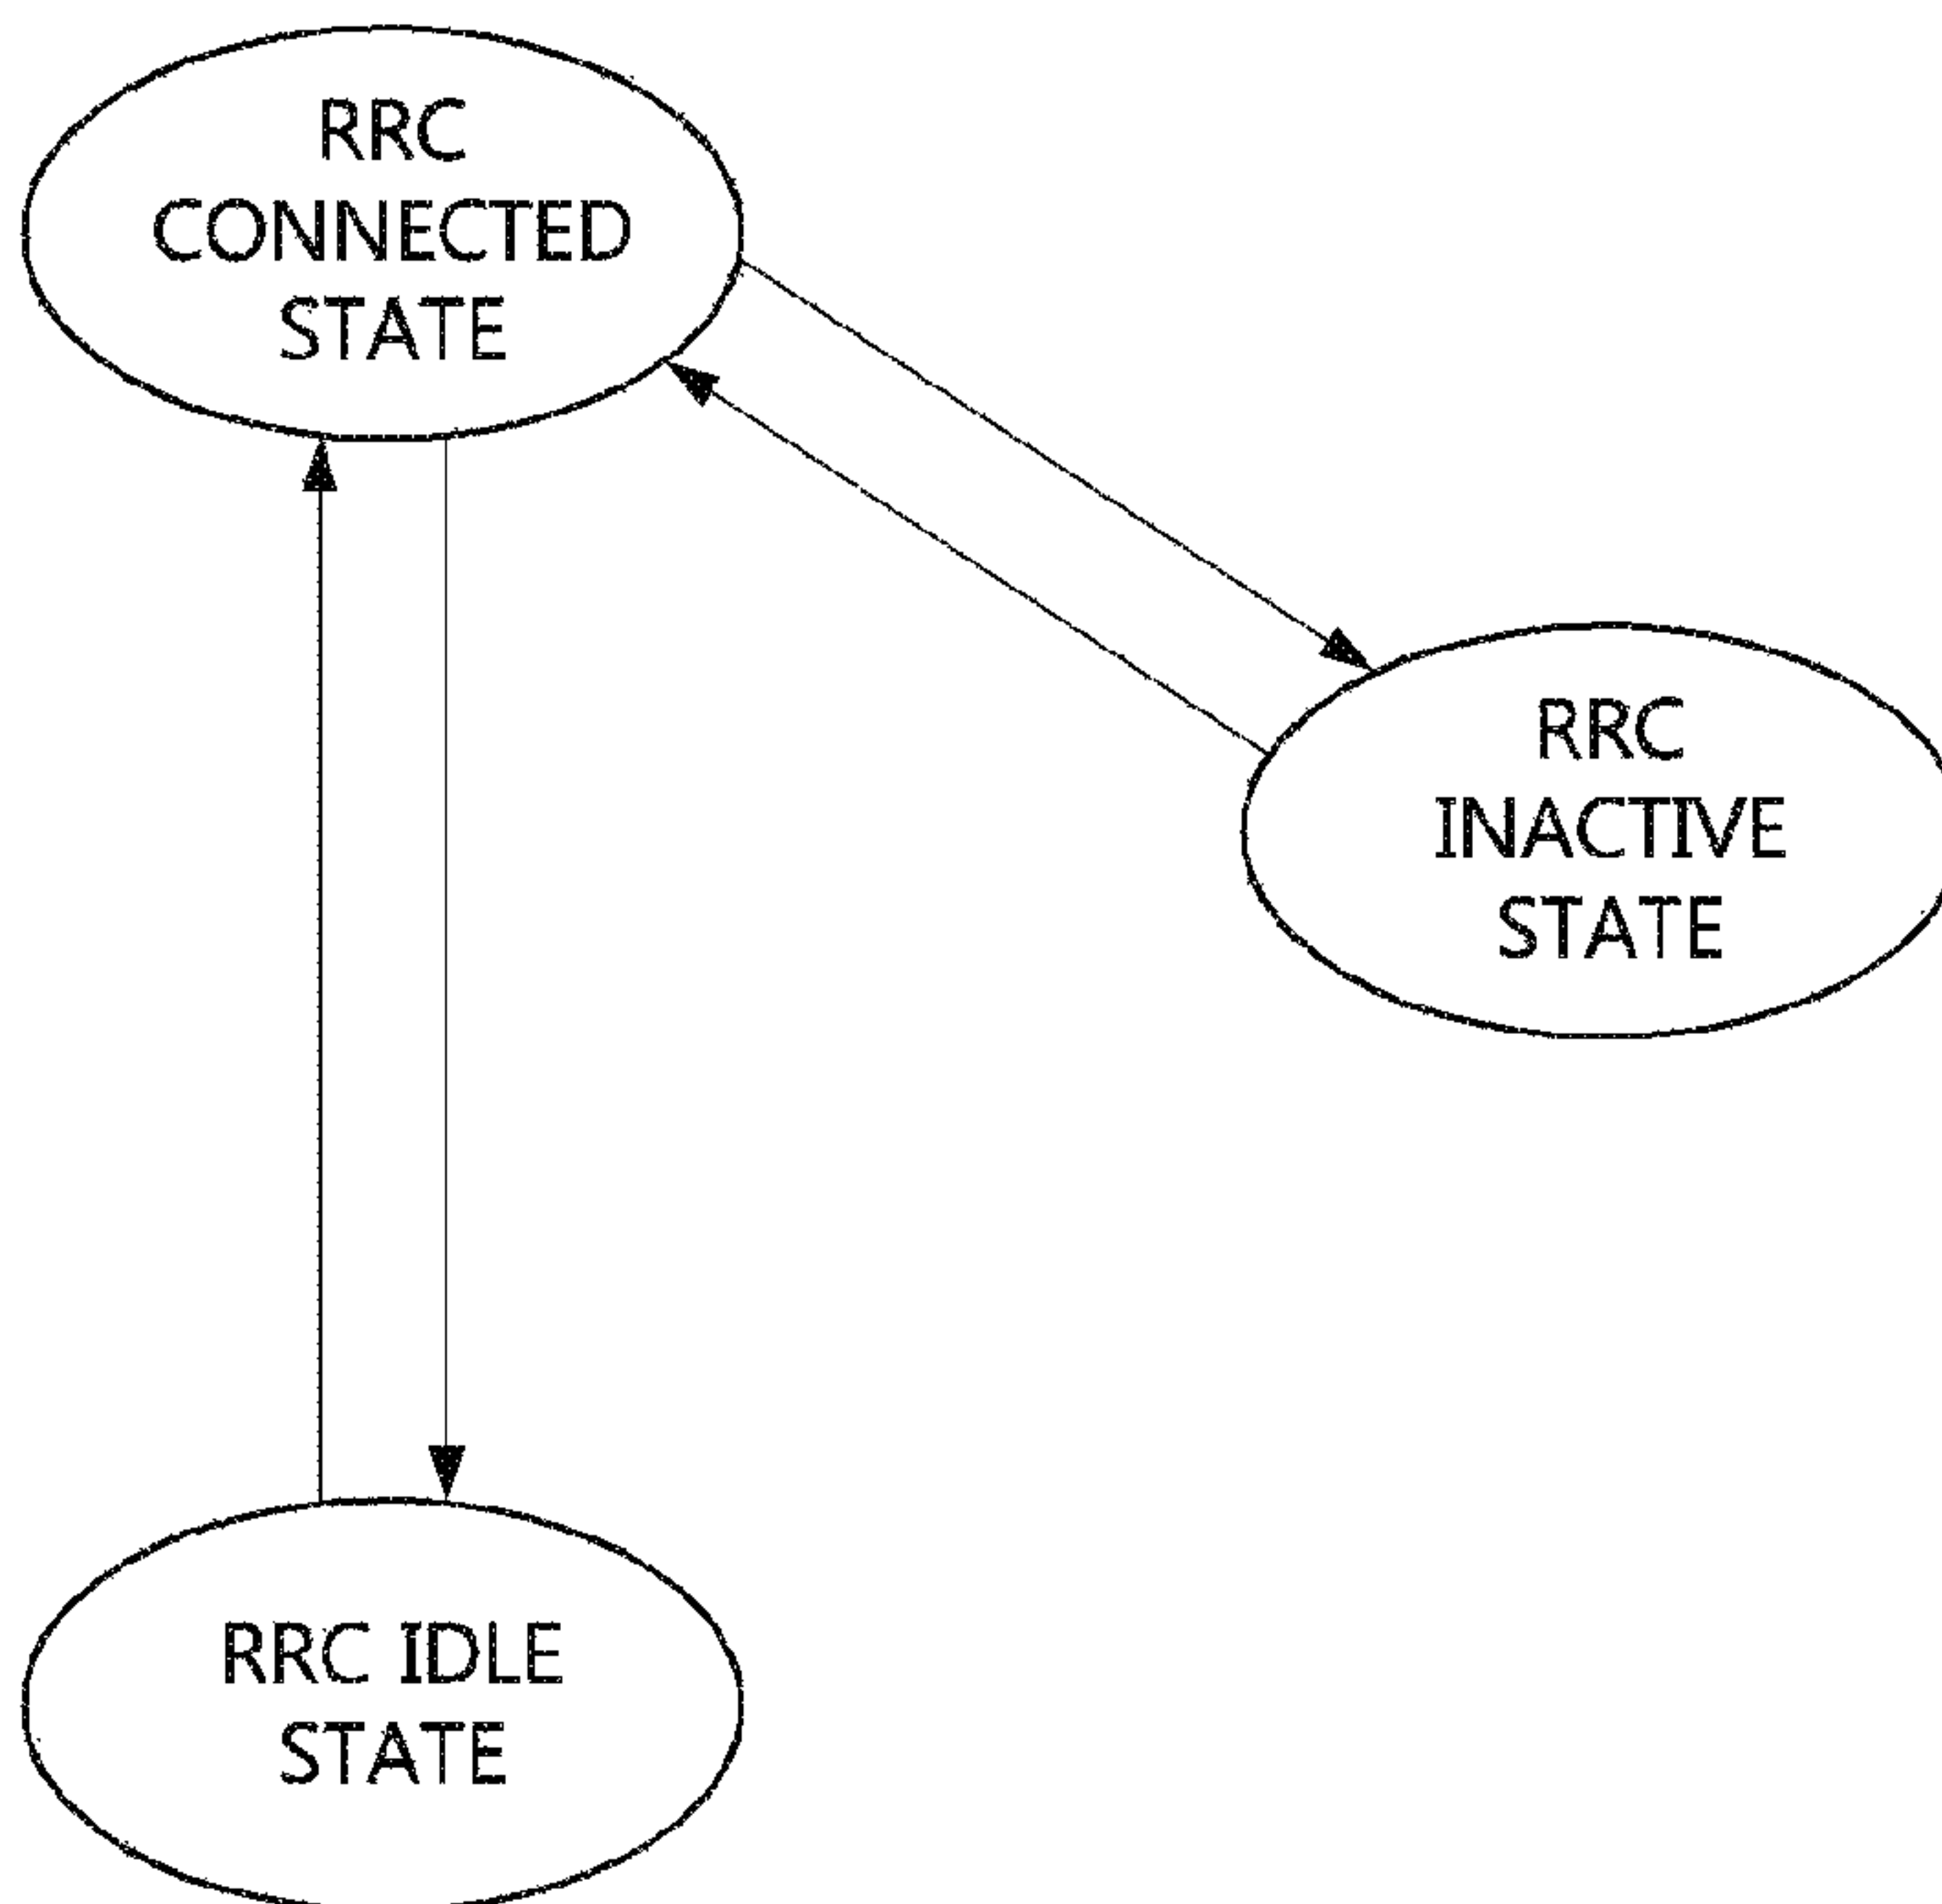 RRC
CONNECTED
STATE
RRC
INACTIVE
STATE
RRC IDLE
STATE